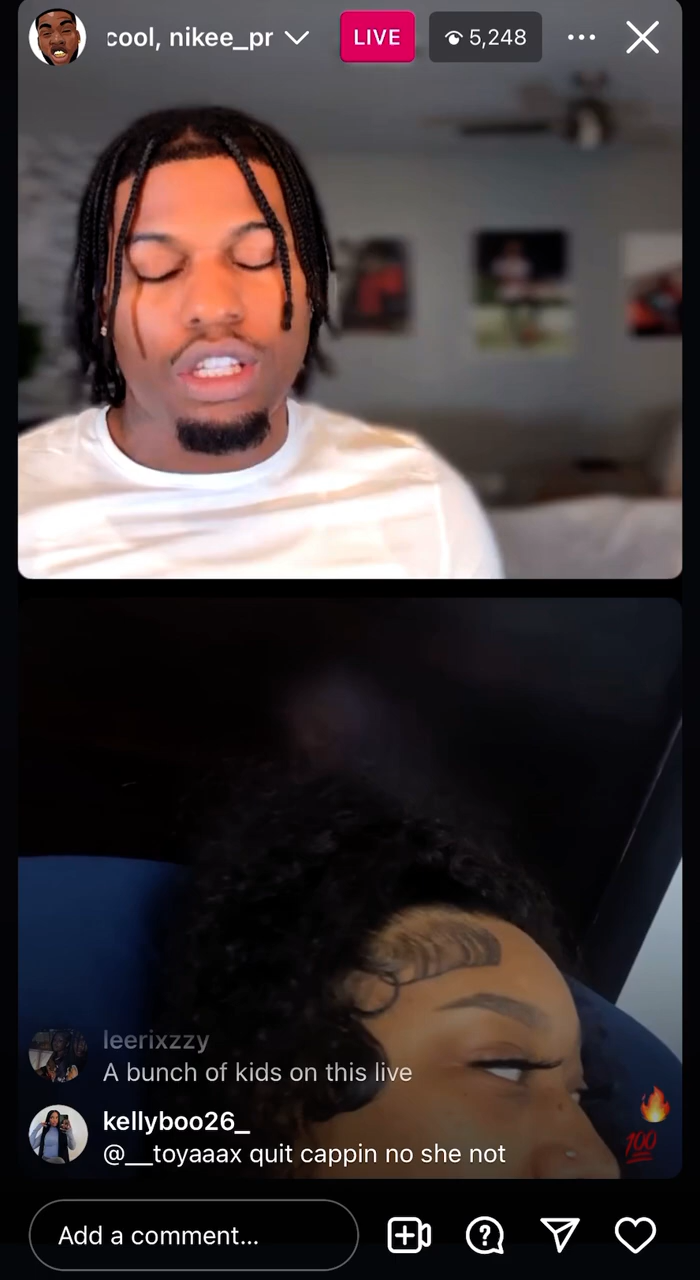 cool, nikee_pr
LIVE
5,248
leerixzzy
A bunch of kids on this live
kellyboo26_
@__toyaaax quit cappin no she not
💯
Add a comment...